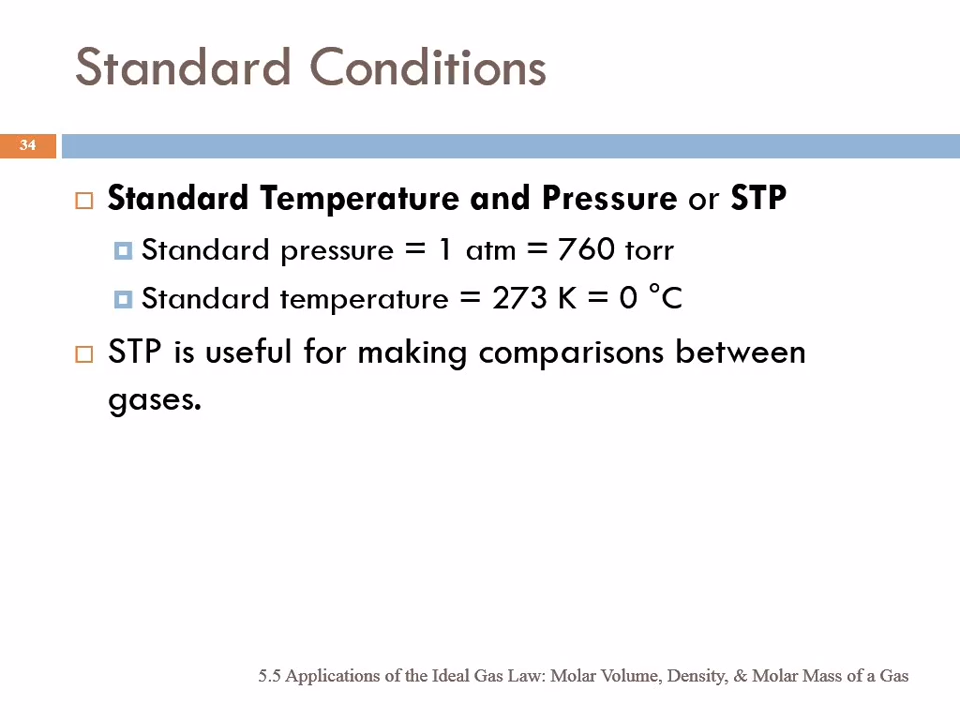 Standard Conditions
34
Standard Temperature and Pressure or STP
Standard pressure = 1 atm = 760 torr
Standard temperature = 273 K = 0 °C
STP is useful for making comparisons between
gases.
5.5 Applications of the Ideal Gas Law: Molar Volume, Density, & Molar Mass of a Gas